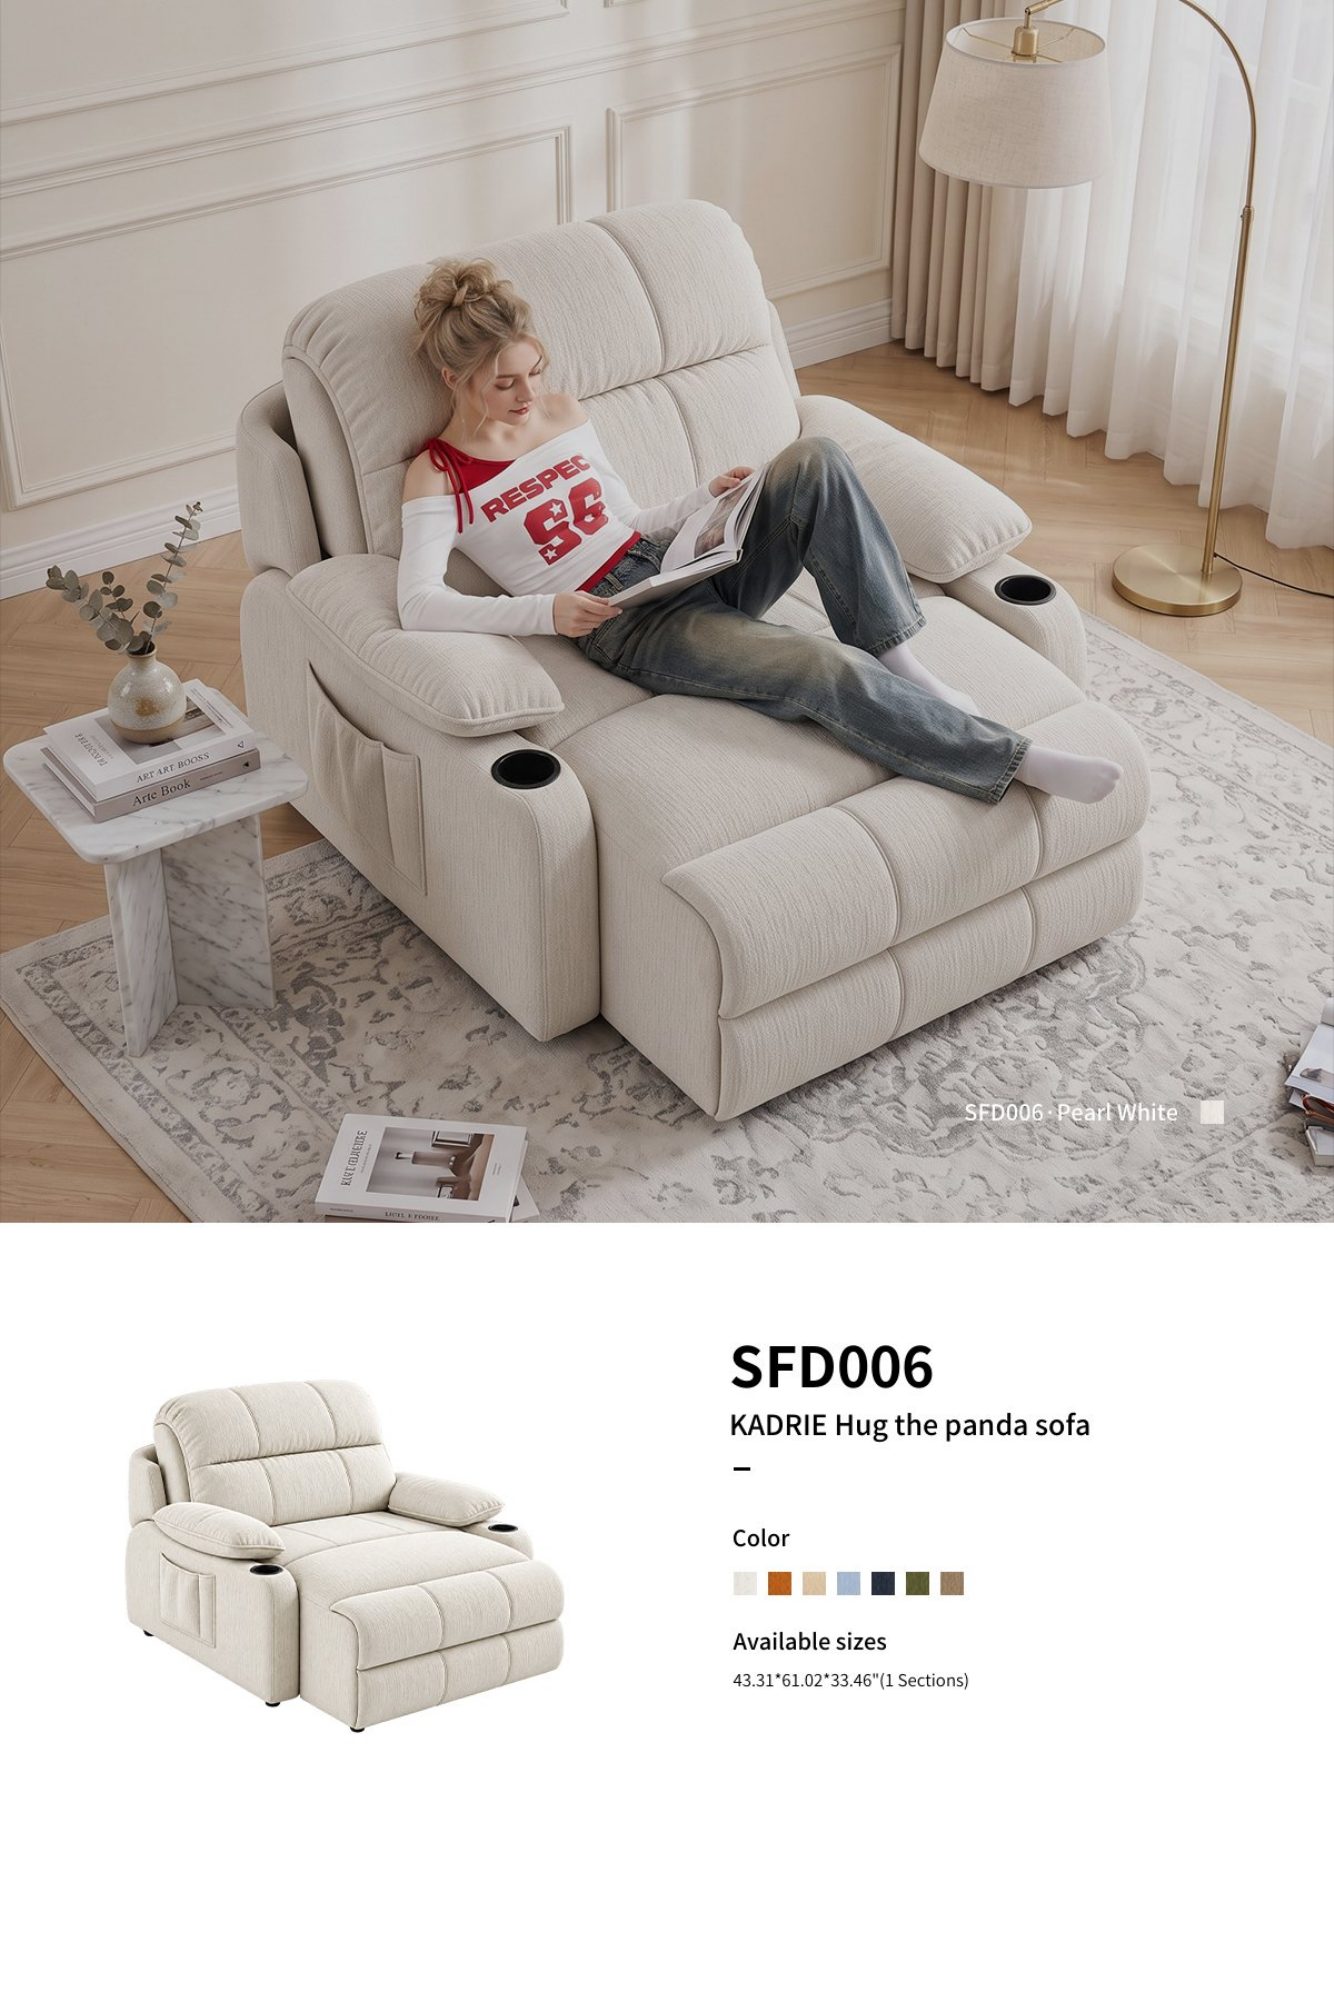 RESPEC
86
ART ART BOOSS
Arte Book
SFD006 · Pearl White
SFD006
KADRIE Hug the panda sofa
Color
Available sizes
43.31*61.02*33.46"(1 Sections)